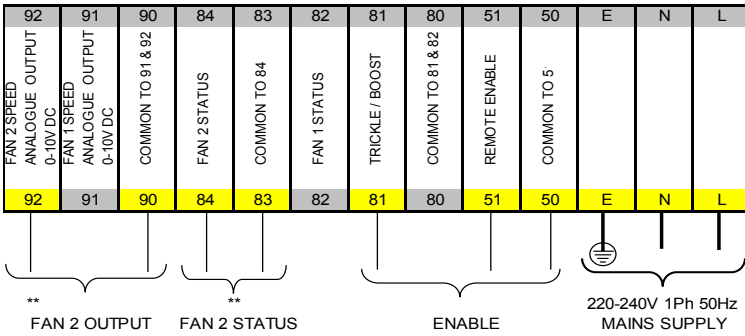 92 91 90 84 83 82 81 80 51 50 E N L
FAN 2 SPEED
ANALOGUE OUTPUT
0-10V DC
FAN 1 SPEED
ANALOGUE OUTPUT
0-10V DC
COMMON TO 91 & 92
FAN 2 STATUS
COMMON TO 84
FAN 1 STATUS
TRICKLE / BOOST
COMMON TO 81 & 82
REMOTE ENABLE
COMMON TO 5
92 91 90 84 83 82 81 80 51 50 E N L
**
FAN 2 OUTPUT
**
FAN 2 STATUS
ENABLE
220-240V 1Ph 50Hz
MAINS SUPPLY